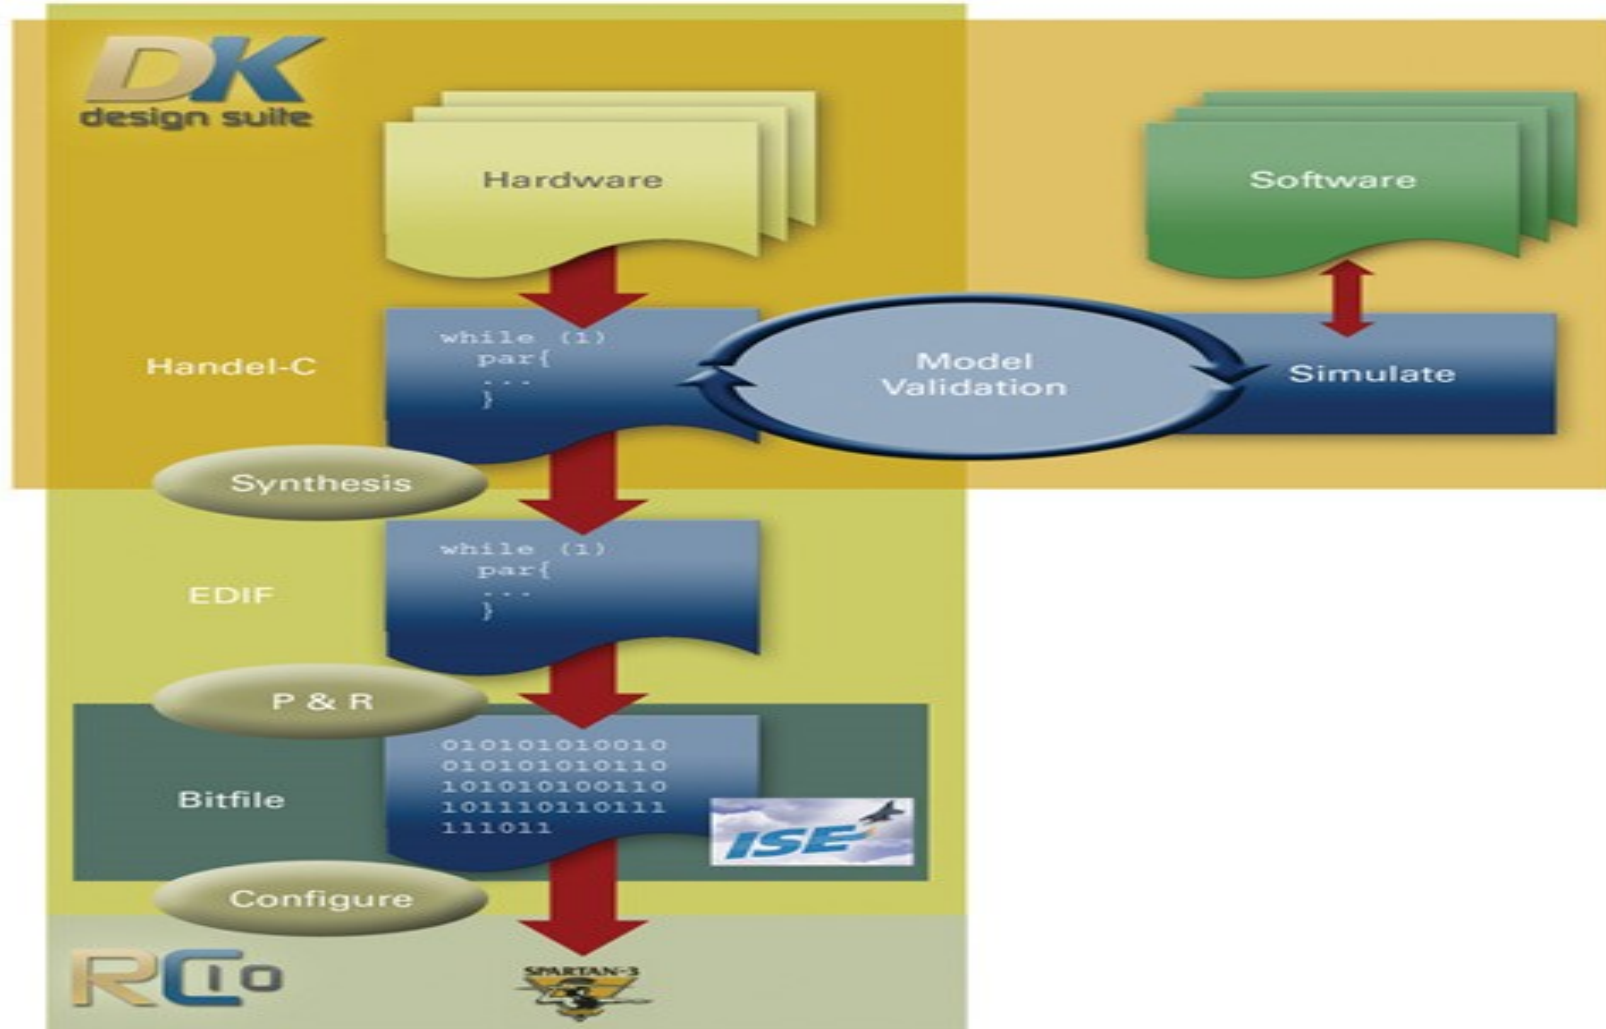 DK
design suite
Hardware
Software
Handel-C
while (1)
par{
...
}
Model
Validation
Simulate
Synthesis
EDIF
while (1)
par{
...
}
P & R
Bitfile
010101010010
010101010110
101010100110
101110110111
111011
ISE
Configure
RC10
SPARTAN-3